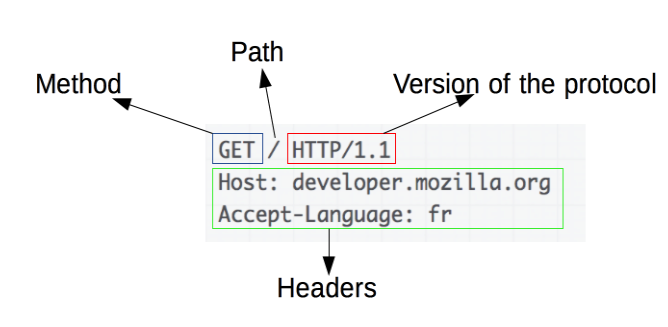 Path
Method
Version of the protocol
GET / HTTP/1.1
Host: developer.mozilla.org
Accept-Language: fr
Headers